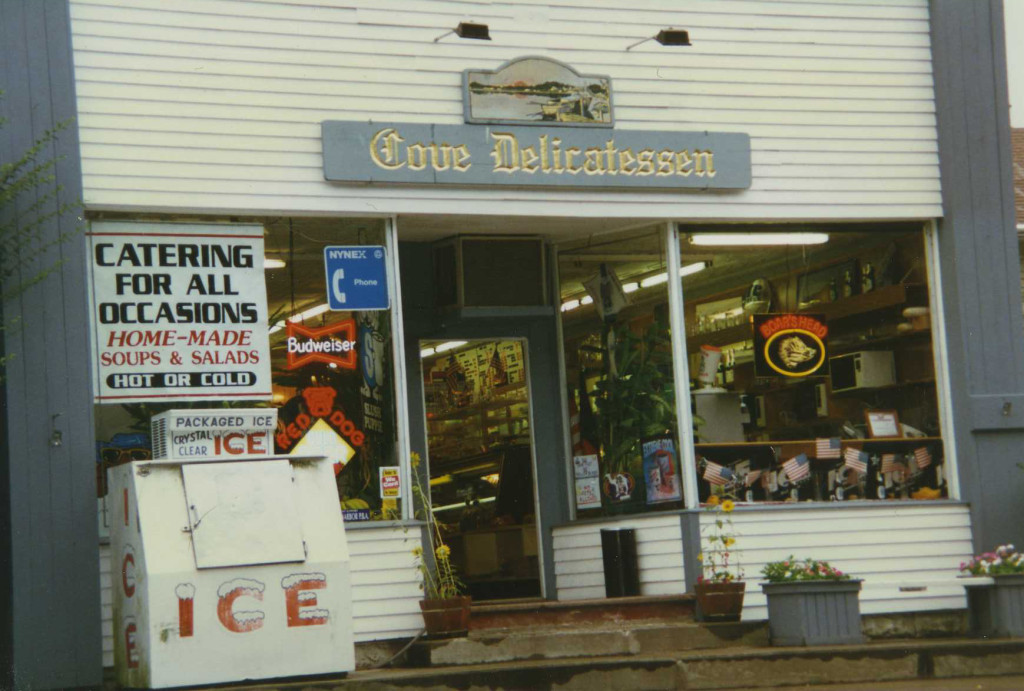 Cove Delicatessen
CATERING
FOR ALL
OCCASIONS
HOME-MADE
SOUPS & SALADS
HOT OR COLD
NYNEX
Phone
Budweiser
RED DOG
BOAR'S HEAD
PACKAGED ICE
CRYSTAL
CLEAR
ICE
ICE
ICE